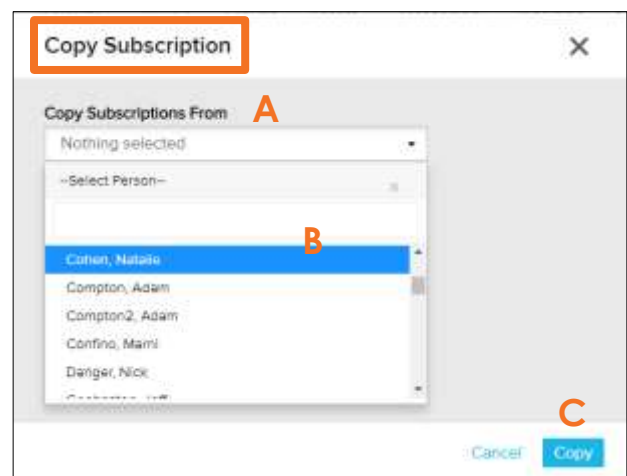 Copy Subscription
Copy Subscriptions From A
Nothing selected
--Select Person--
B
Cohen, Natalie
Compton, Adam
Compton2, Adam
Confino, Marni
Danger, Nick
C
Cancel Copy